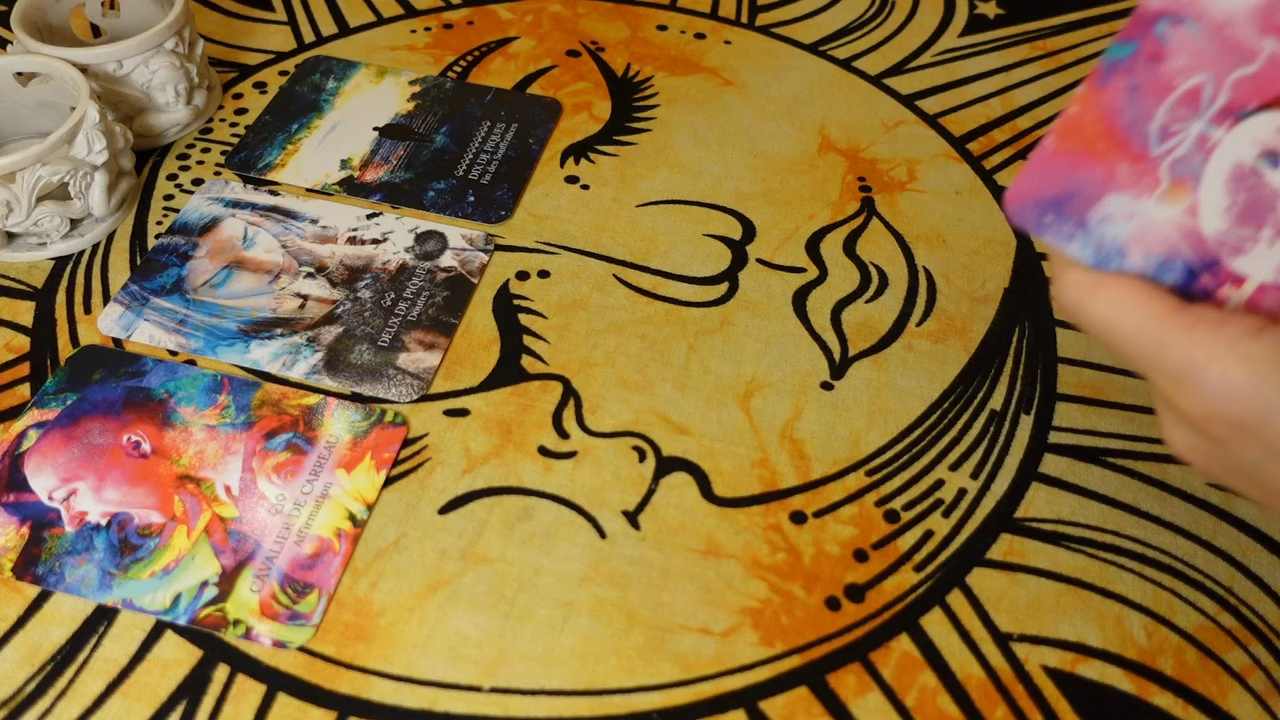 DIX DE PIQUES
Fin des Souffrances
DEUX DE PIQUES
Doutes
CAVALIER DE CARREAU
Affirmation